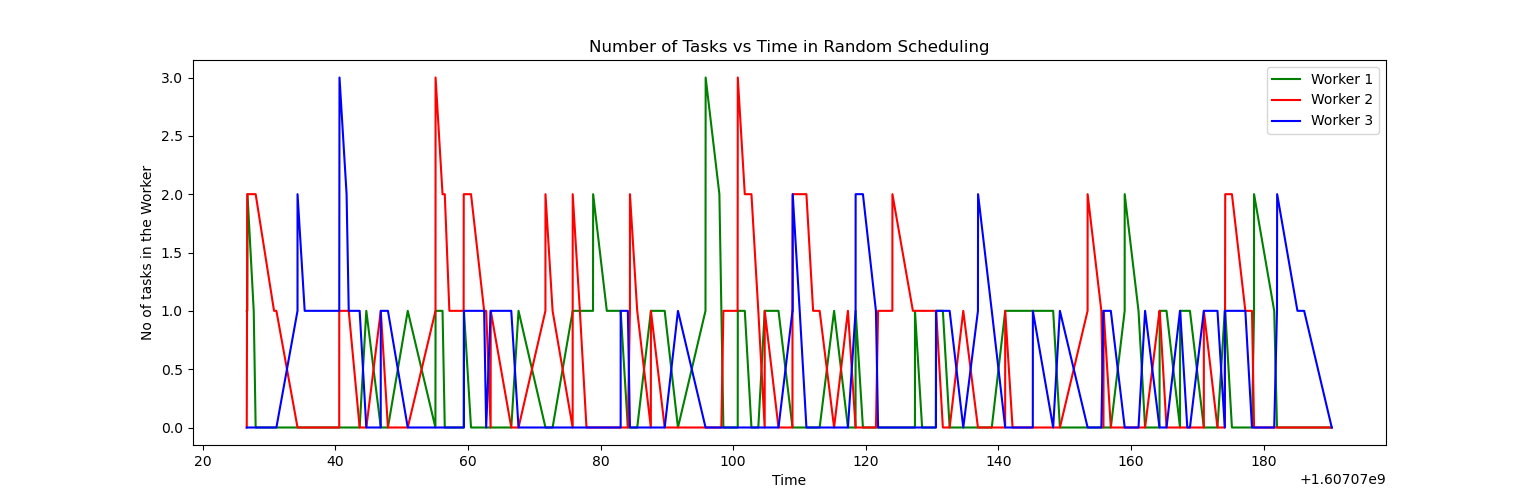 Number of Tasks vs Time in Random Scheduling
No of tasks in the Worker
3.0
2.5
2.0
1.5
1.0
0.5
0.0
Worker 1
Worker 2
Worker 3
20 40 60 80 100 120 140 160 180
Time
+1.60707e9